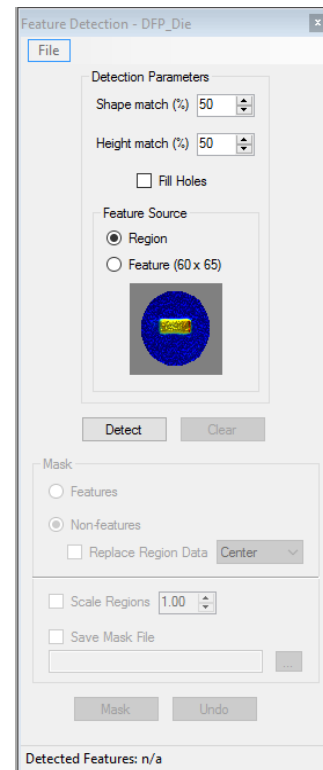 Feature Detection - DFP_Die x
File
Detection Parameters
Shape match (%) 50
Height match (%) 50
Fill Holes
Feature Source
Region
Feature (60 x 65)
Detect Clear
Mask
Features
Non-features
Replace Region Data Center
Scale Regions 1.00
Save Mask File
...
Mask Undo
Detected Features: n/a